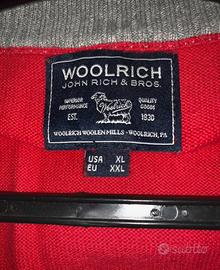 WOOLRICH
JOHN RICH & BROS.
SUPERIOR PERFORMANCE
QUALITY GOODS
Woolrich
EST. 1830
WOOLRICH WOOLEN MILLS - WOOLRICH, PA
USA XL
EU XXL
subito